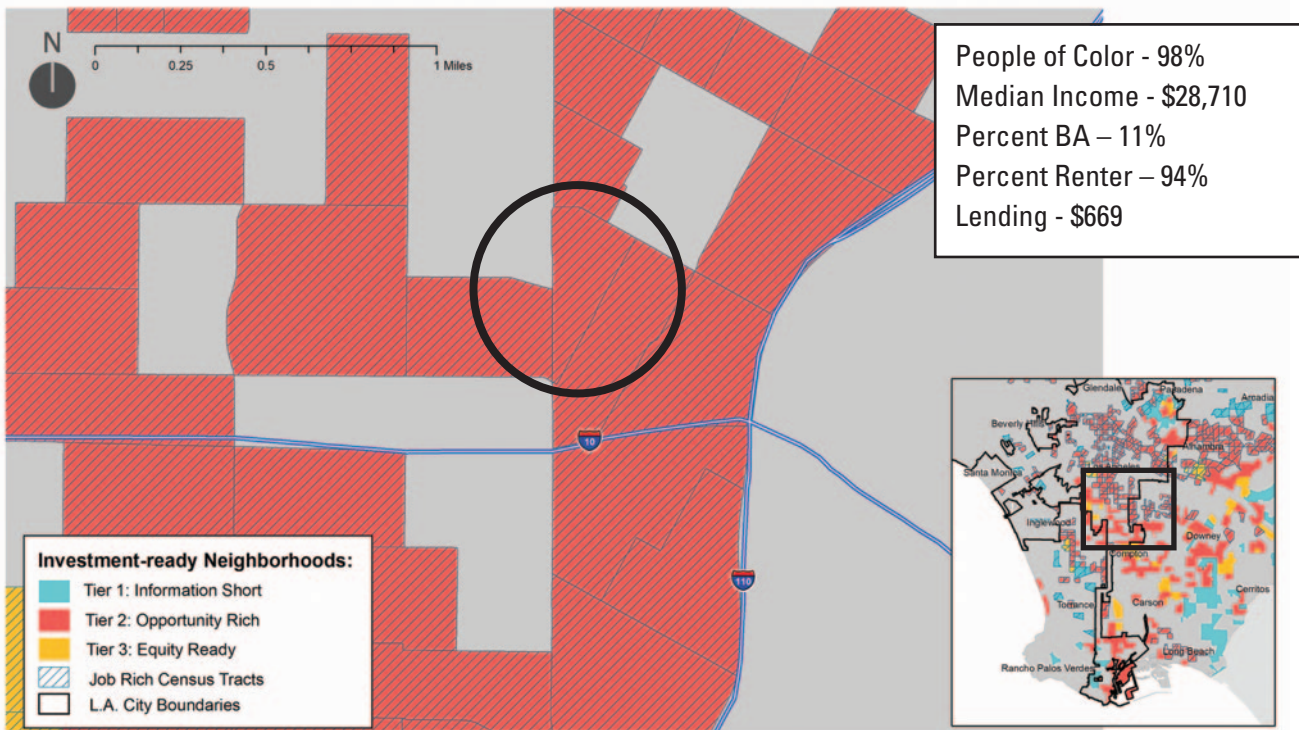 N
0 0.25 0.5 1 Miles
People of Color - 98%
Median Income - $28,710
Percent BA – 11%
Percent Renter – 94%
Lending - $669
10
110
Investment-ready Neighborhoods:
Tier 1: Information Short
Tier 2: Opportunity Rich
Tier 3: Equity Ready
Job Rich Census Tracts
L.A. City Boundaries
Glendale
Pasadena
Arcadia
Beverly Hills
Alhambra
Santa Monica
Los Angeles
Inglewood
Downey
Compton
Cerritos
Torrance
Carson
Long Beach
Rancho Palos Verdes